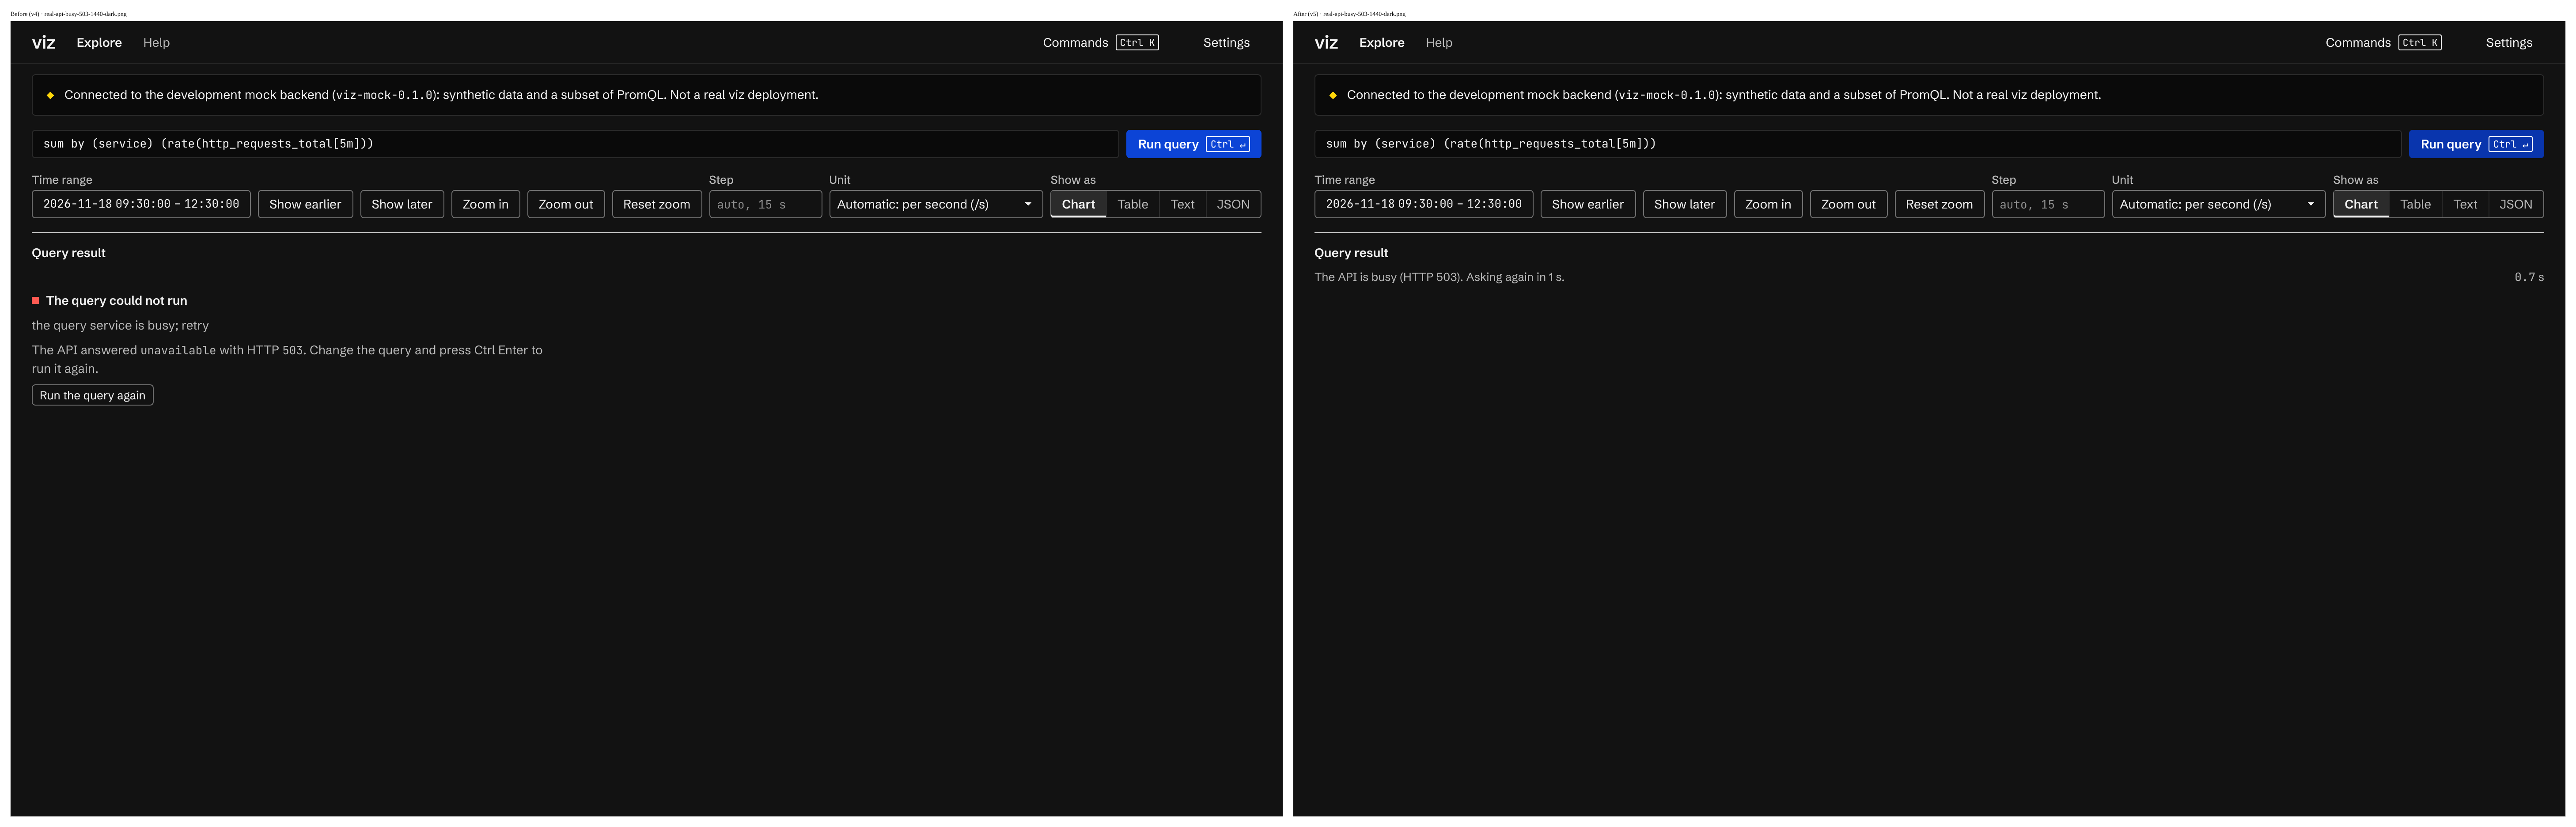 Before (v4) · real-api-busy-503-1440-dark.png
viz Explore Help Commands Ctrl K Settings
Connected to the development mock backend (viz-mock-0.1.0): synthetic data and a subset of PromQL. Not a real viz deployment.
sum by (service) (rate(http_requests_total[5m])) Run query Ctrl ↵
Time range Step Unit Show as
2026-11-18 09:30:00 – 12:30:00 Show earlier Show later Zoom in Zoom out Reset zoom auto, 15 s Automatic: per second (/s) Chart Table Text JSON
Query result
The query could not run
the query service is busy; retry
The API answered unavailable with HTTP 503. Change the query and press Ctrl Enter to
run it again.
Run the query again
After (v5) · real-api-busy-503-1440-dark.png
viz Explore Help Commands Ctrl K Settings
Connected to the development mock backend (viz-mock-0.1.0): synthetic data and a subset of PromQL. Not a real viz deployment.
sum by (service) (rate(http_requests_total[5m])) Run query Ctrl ↵
Time range Step Unit Show as
2026-11-18 09:30:00 – 12:30:00 Show earlier Show later Zoom in Zoom out Reset zoom auto, 15 s Automatic: per second (/s) Chart Table Text JSON
Query result
The API is busy (HTTP 503). Asking again in 1 s. 0.7 s